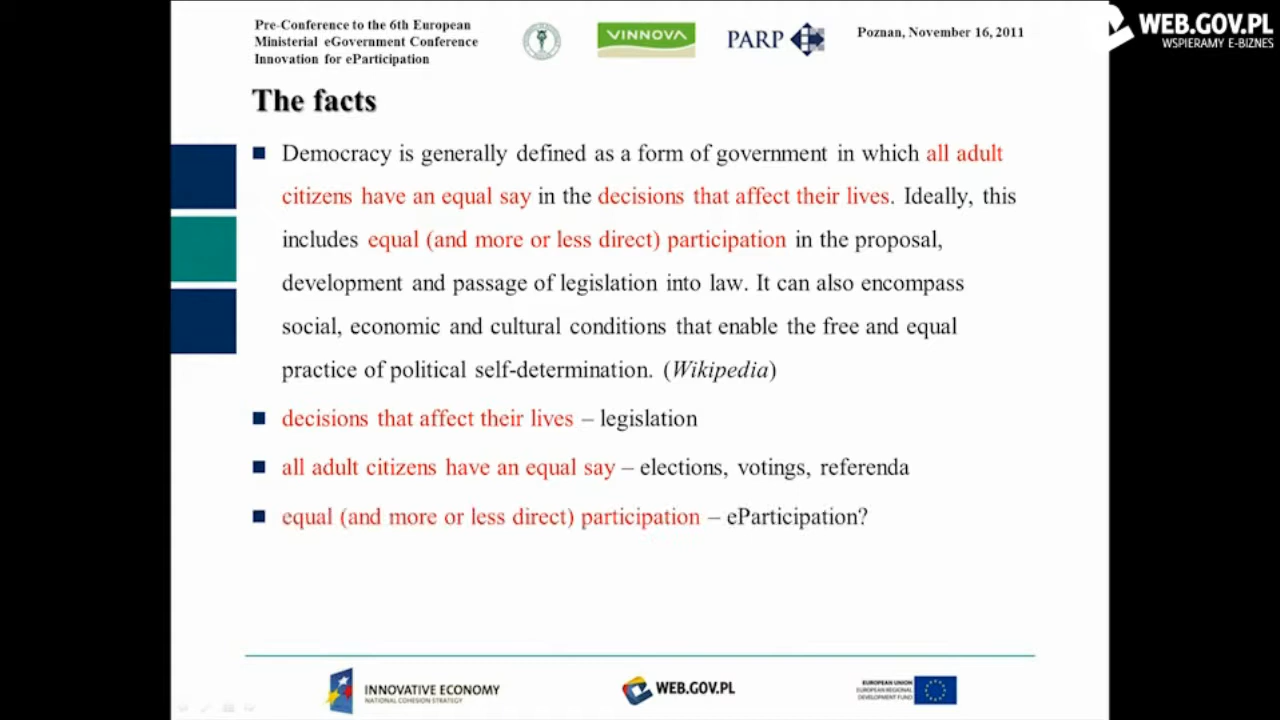 Pre-Conference to the 6th European
Ministerial eGovernment Conference
Innovation for eParticipation
VINNOVA
PARP
Poznan, November 16, 2011
WEB.GOV.PL
WSPIERAMY E-BIZNES
The facts
Democracy is generally defined as a form of government in which all adult
citizens have an equal say in the decisions that affect their lives. Ideally, this
includes equal (and more or less direct) participation in the proposal,
development and passage of legislation into law. It can also encompass
social, economic and cultural conditions that enable the free and equal
practice of political self-determination. (Wikipedia)
decisions that affect their lives – legislation
all adult citizens have an equal say – elections, votings, referenda
equal (and more or less direct) participation – eParticipation?
INNOVATIVE ECONOMY
NATIONAL COHESION STRATEGY
WEB.GOV.PL
EUROPEAN UNION
EUROPEAN REGIONAL
DEVELOPMENT FUND